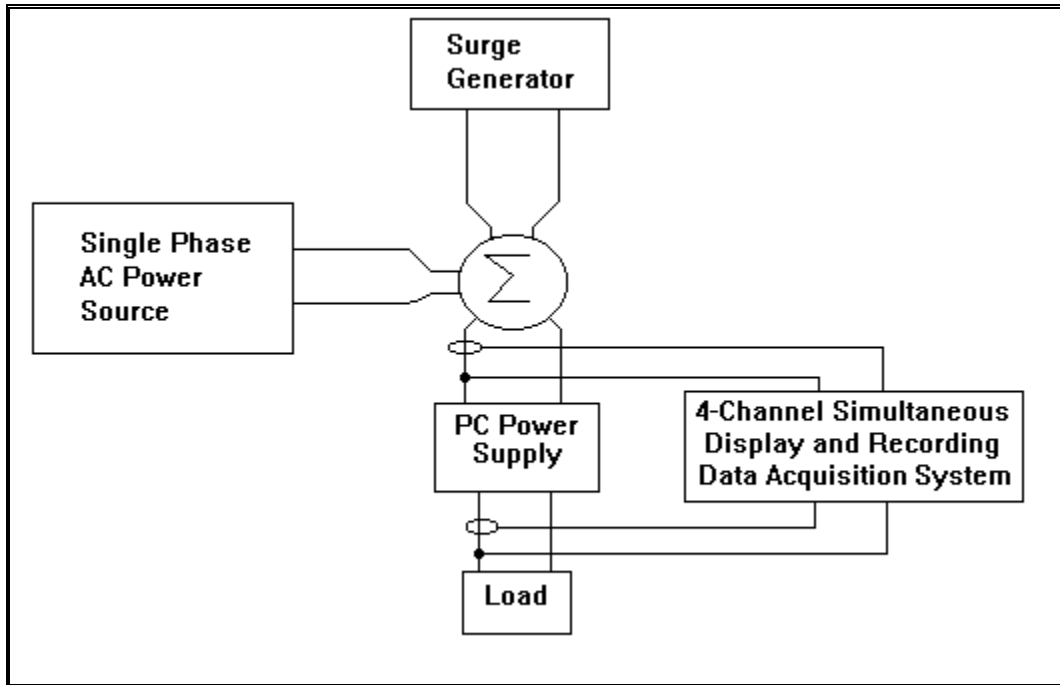 Surge
Generator
Single Phase
AC Power
Source
Σ
PC Power
Supply
4-Channel Simultaneous
Display and Recording
Data Acquisition System
Load